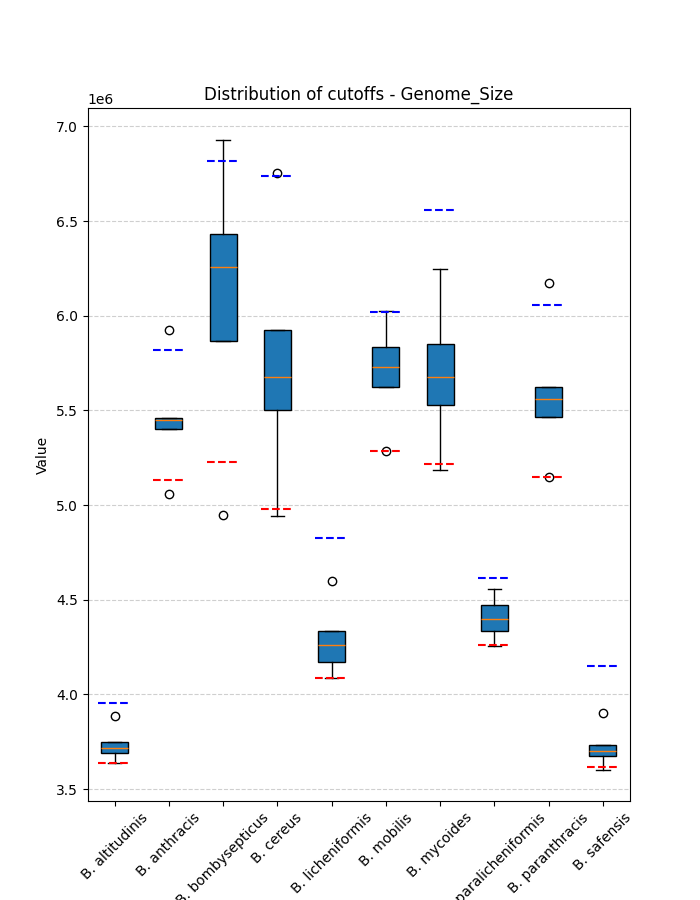 Distribution of cutoffs - Genome_Size
1e6
7.0
6.5
6.0
5.5
5.0
4.5
4.0
3.5
Value
B. altitudinis
B. anthracis
B. bombysepticus
B. cereus
B. licheniformis
B. mobilis
B. mycoides
paralicheniformis
B. paranthracis
B. safensis